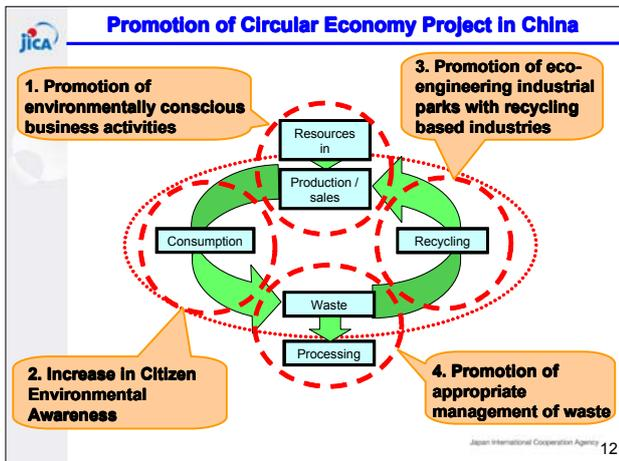 jICA
Promotion of Circular Economy Project in China
1. Promotion of
environmentally conscious
business activities
3. Promotion of eco-
engineering industrial
parks with recycling
based industries
Resources
in
Production /
sales
Consumption
Recycling
Waste
Processing
2. Increase in Citizen
Environmental
Awareness
4. Promotion of
appropriate
management of waste
Japan International Cooperation Agency
12